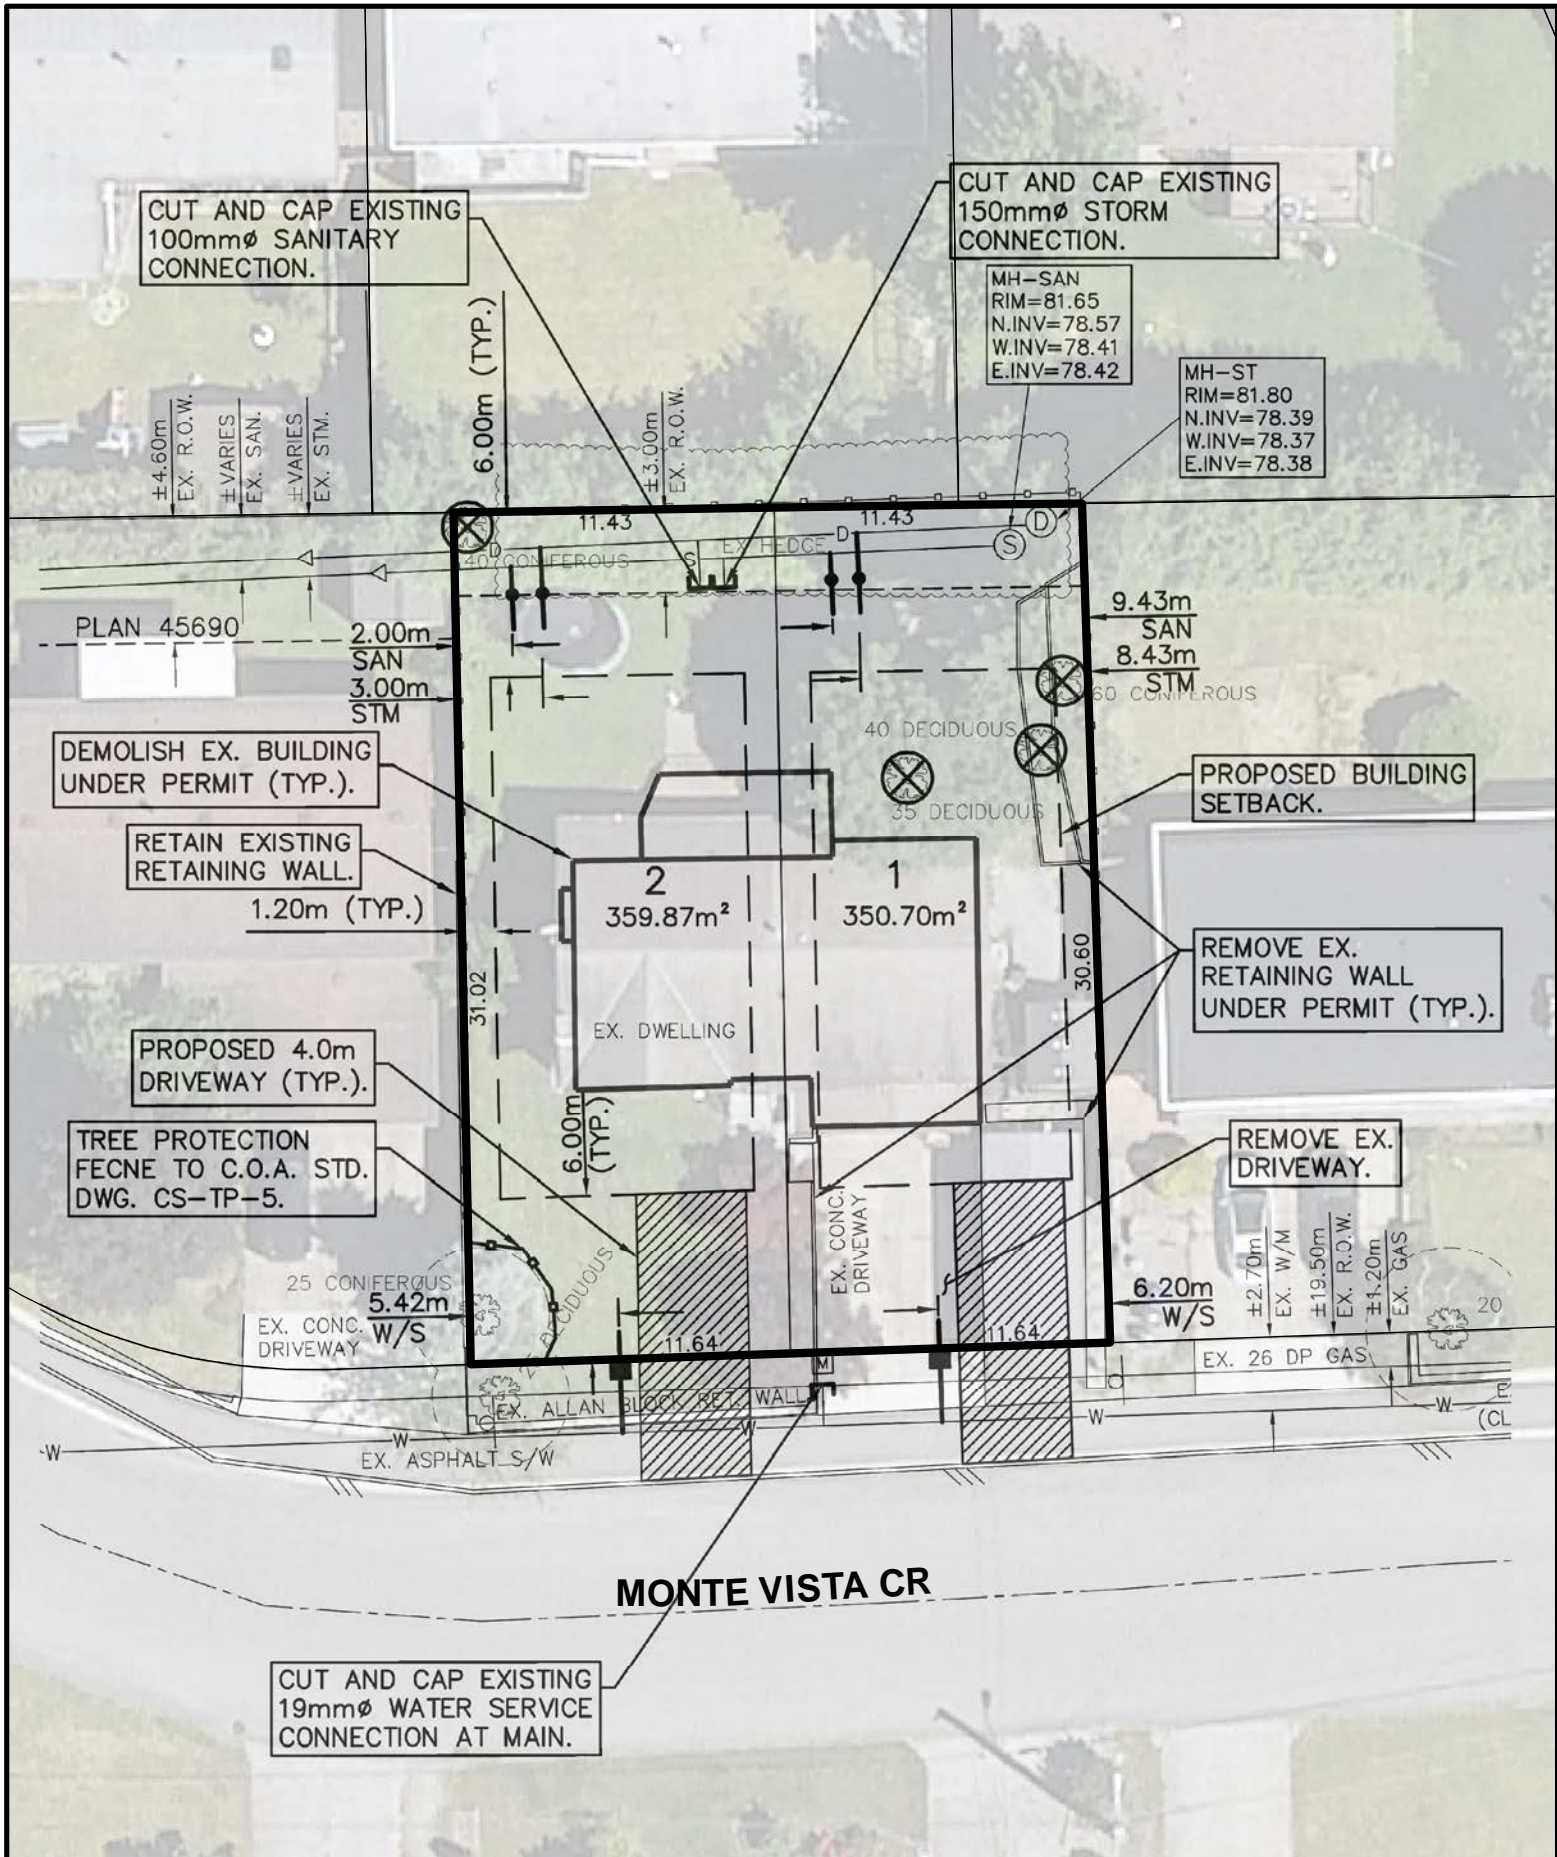 CUT AND CAP EXISTING
100mmø SANITARY
CONNECTION.
CUT AND CAP EXISTING
150mmø STORM
CONNECTION.
MH-SAN
RIM=81.65
N.INV=78.57
W.INV=78.41
E.INV=78.42
MH-ST
RIM=81.80
N.INV=78.39
W.INV=78.37
E.INV=78.38
±4.60m
EX. R.O.W.
±VARIES
EX. SAN.
±VARIES
EX. STM.
6.00m (TYP.)
±3.00m
EX. R.O.W.
11.43
11.43
D
D
D
S
S
EX HEDGE
40 CONIFEROUS
PLAN 45690
2.00m
SAN
3.00m
STM
9.43m
SAN
8.43m
STM
60 CONIFEROUS
40 DECIDUOUS
35 DECIDUOUS
DEMOLISH EX. BUILDING
UNDER PERMIT (TYP.).
PROPOSED BUILDING
SETBACK.
RETAIN EXISTING
RETAINING WALL.
1.20m (TYP.)
2
359.87m²
1
350.70m²
REMOVE EX.
RETAINING WALL
UNDER PERMIT (TYP.).
31.02
30.60
EX. DWELLING
PROPOSED 4.0m
DRIVEWAY (TYP.).
6.00m
(TYP.)
TREE PROTECTION
FECNE TO C.O.A. STD.
DWG. CS-TP-5.
REMOVE EX.
DRIVEWAY.
EX. CONC.
DRIVEWAY
±2.70m
EX. W/M
±19.50m
EX. R.O.W.
±1.20m
EX. GAS
25 CONIFEROUS
DECIDUOUS
5.42m
W/S
6.20m
W/S
20
EX. CONC.
DRIVEWAY
11.64
11.64
M
EX. 26 DP GAS
EX. ALLAN BLOCK RET. WALL
E
(CL
W
W
W
W
W
EX. ASPHALT S/W
MONTE VISTA CR
CUT AND CAP EXISTING
19mmø WATER SERVICE
CONNECTION AT MAIN.